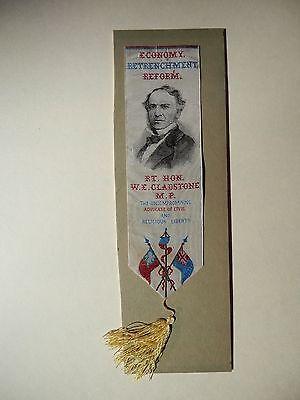 ECONOMY.
RETRENCHMENT,
REFORM.
RT. HON.
W.E. GLADSTONE
M.P.
THE UNCOMPROMISING
ADVOCATE OF CIVIL
AND
RELIGIOUS LIBERTY